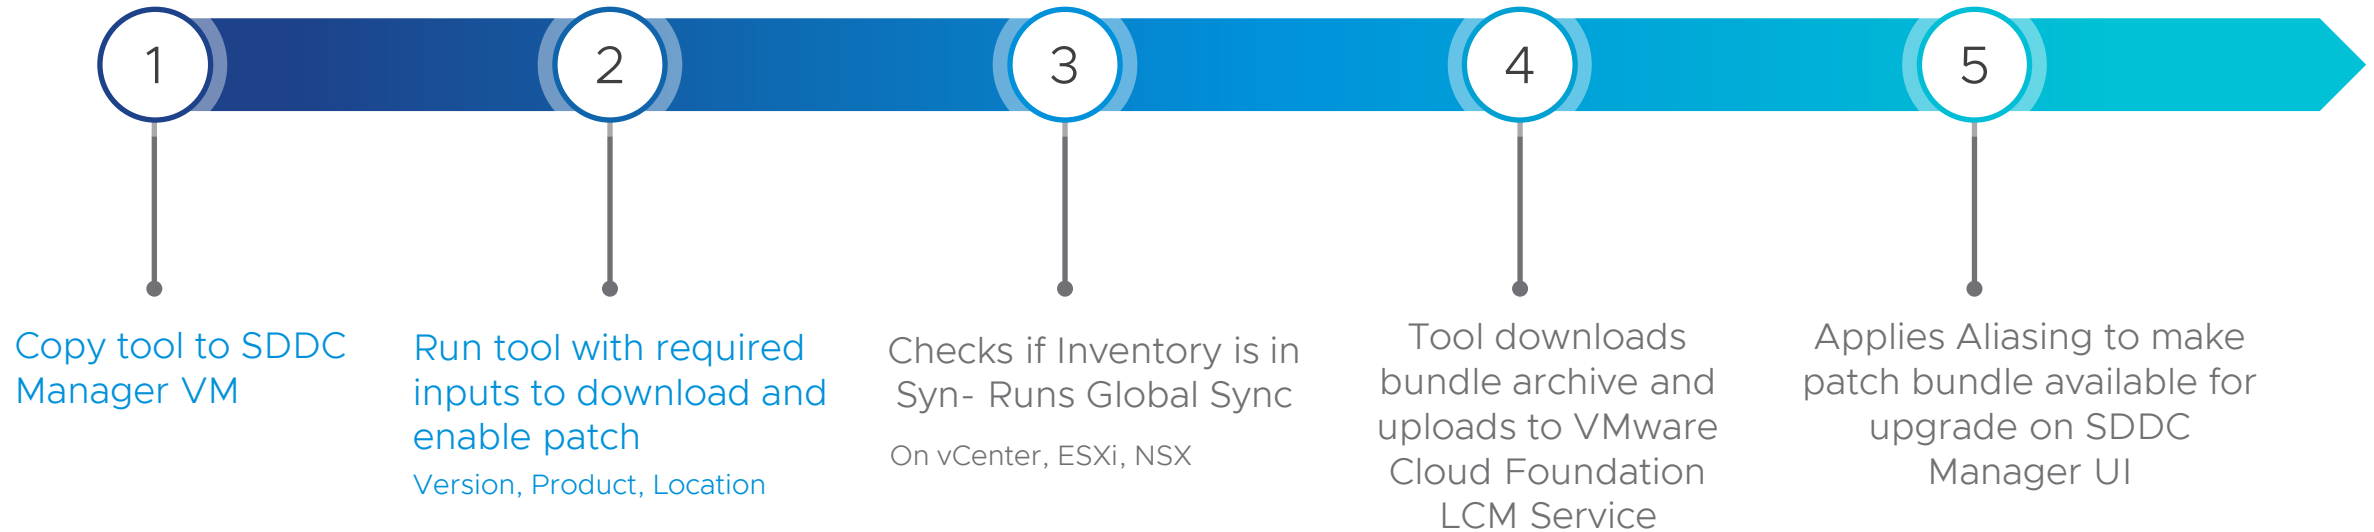 1
2
3
4
5
Copy tool to SDDC
Manager VM
Run tool with required
inputs to download and
enable patch
Version, Product, Location
Checks if Inventory is in
Syn- Runs Global Sync
On vCenter, ESXi, NSX
Tool downloads
bundle archive and
uploads to VMware
Cloud Foundation
LCM Service
Applies Aliasing to make
patch bundle available for
upgrade on SDDC
Manager UI